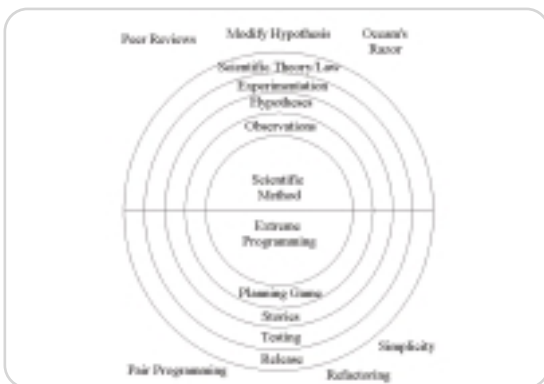 Peer Reviews
Modify Hypothesis
Occam's
Razor
Scientific Theory/Law
Experimentation
Hypotheses
Observations
Scientific
Method
Extreme
Programming
Planning Game
Stories
Testing
Release
Simplicity
Pair Programming
Refactoring